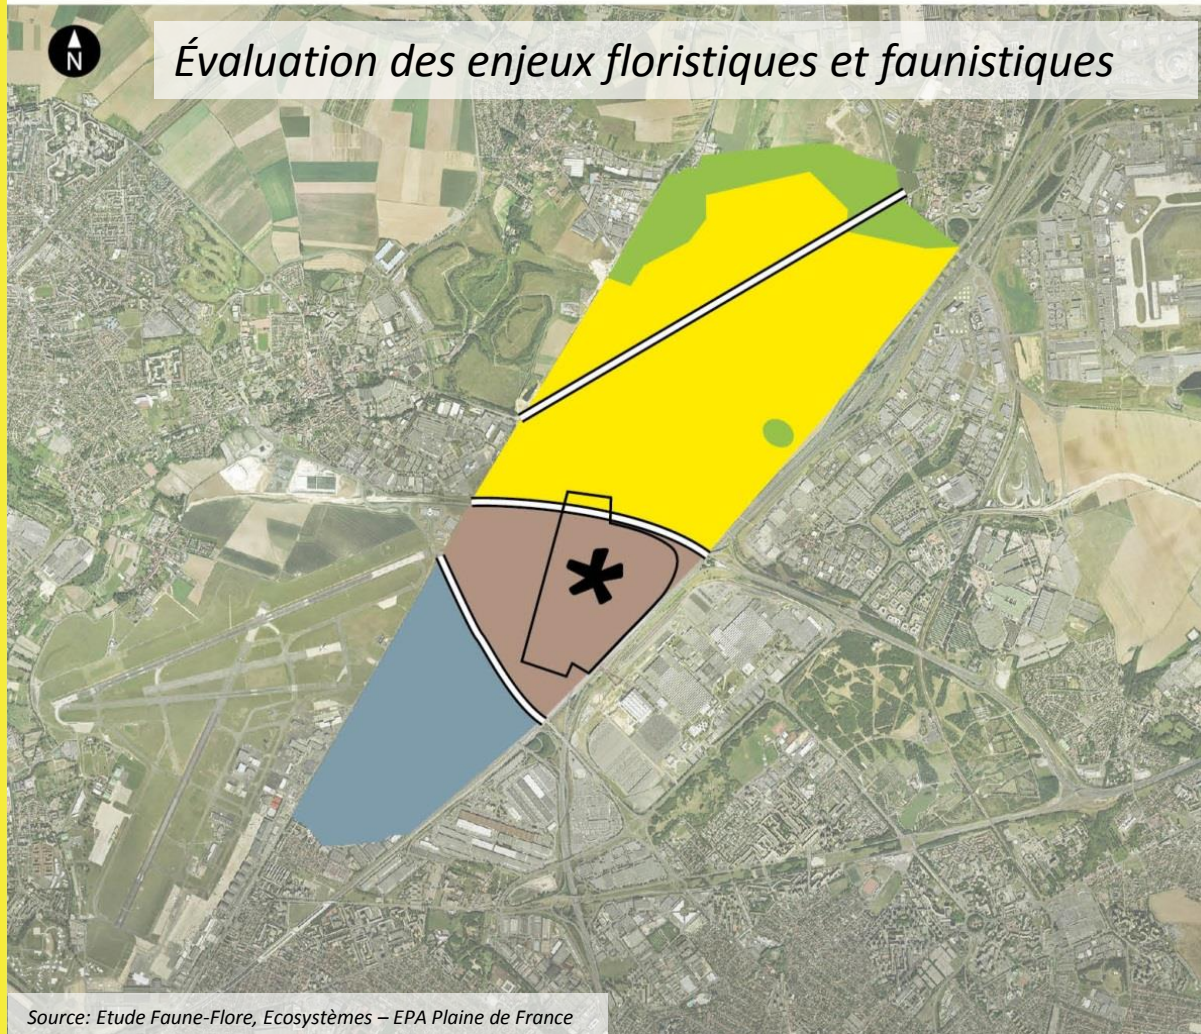 N
Évaluation des enjeux floristiques et faunistiques
Source: Etude Faune-Flore, Ecosystèmes – EPA Plaine de France